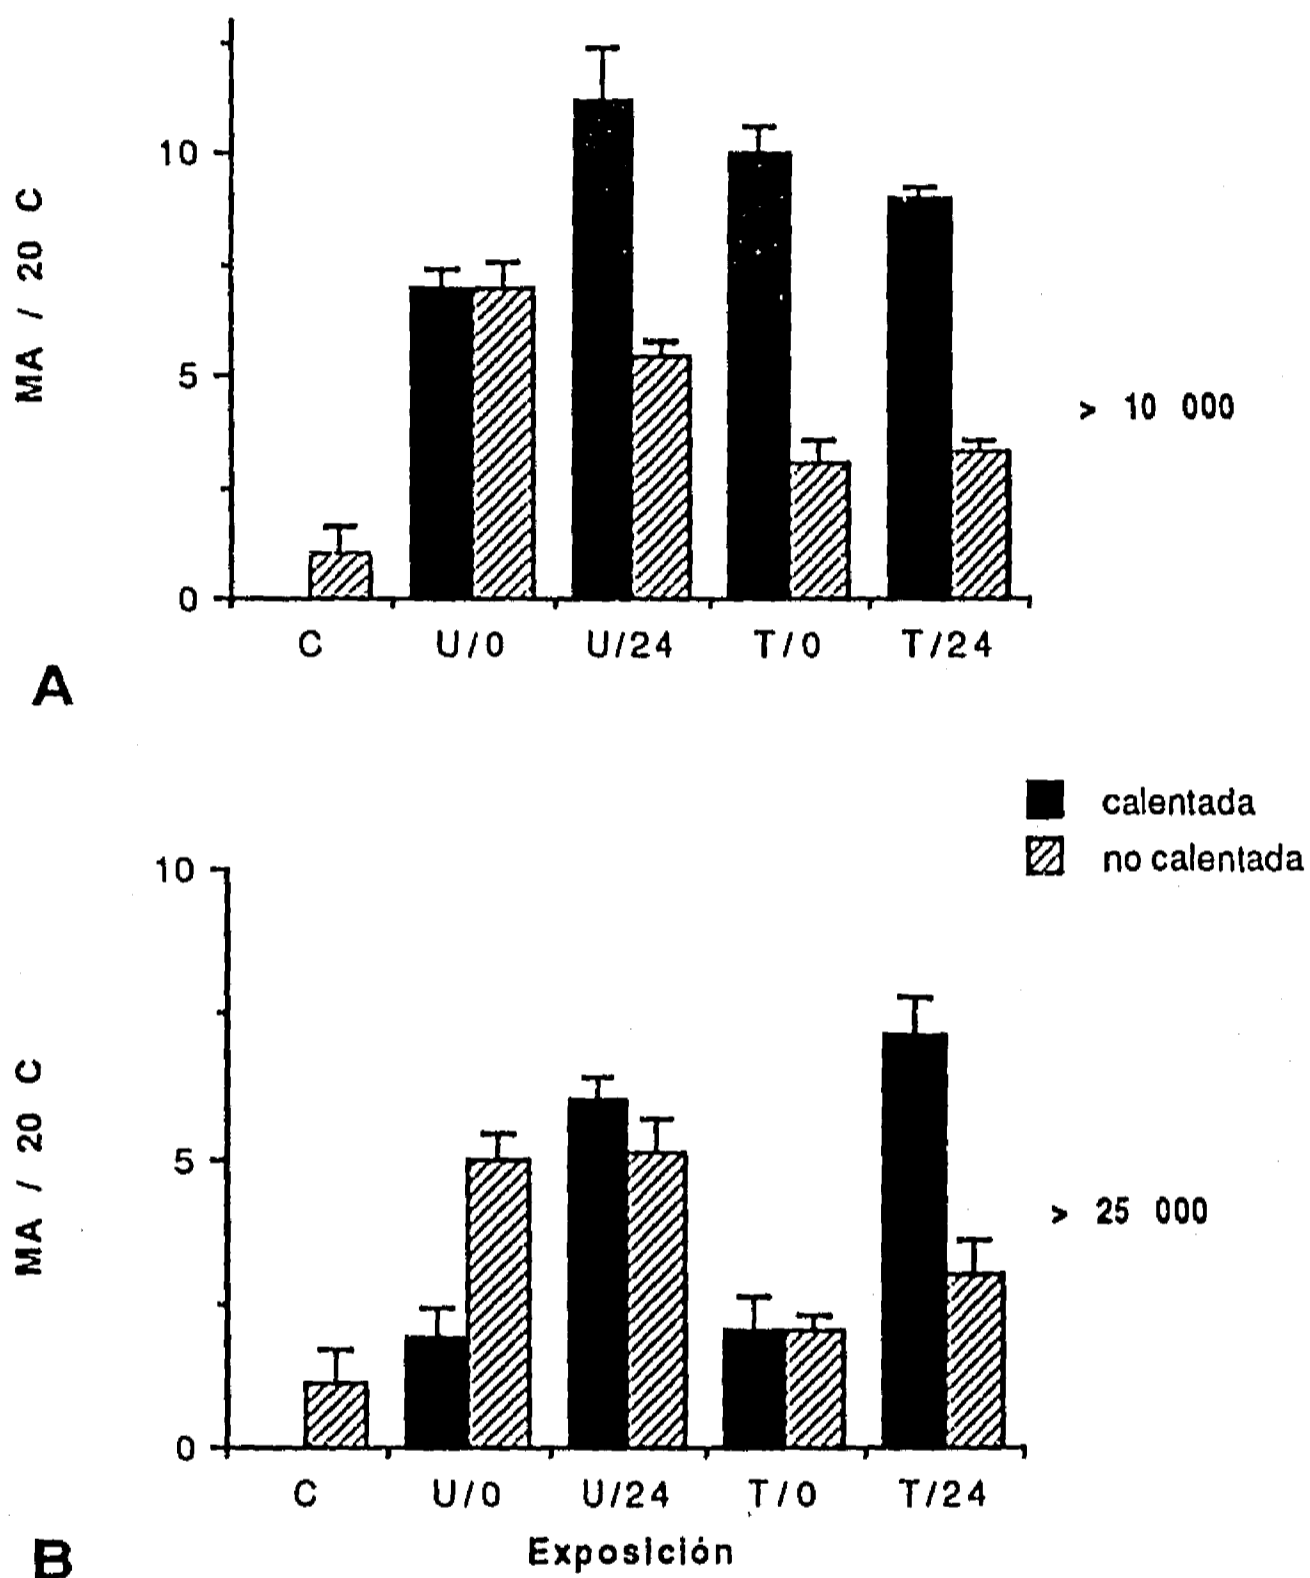 10
5
0
MA / 20 C
> 10 000
C U/0 U/24 T/0 T/24
A
calentada
no calentada
10
5
0
MA / 20 C
> 25 000
C U/0 U/24 T/0 T/24
Exposición
B